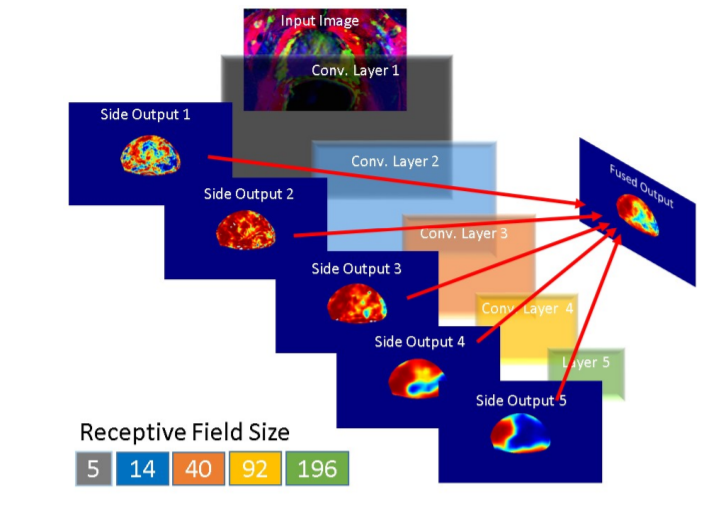 Input Image
Conv. Layer 1
Side Output 1
Conv. Layer 2
Side Output 2
Fused Output
Conv. Layer 3
Side Output 3
Conv. Layer 4
Side Output 4
Layer 5
Side Output 5
Receptive Field Size
5 14 40 92 196